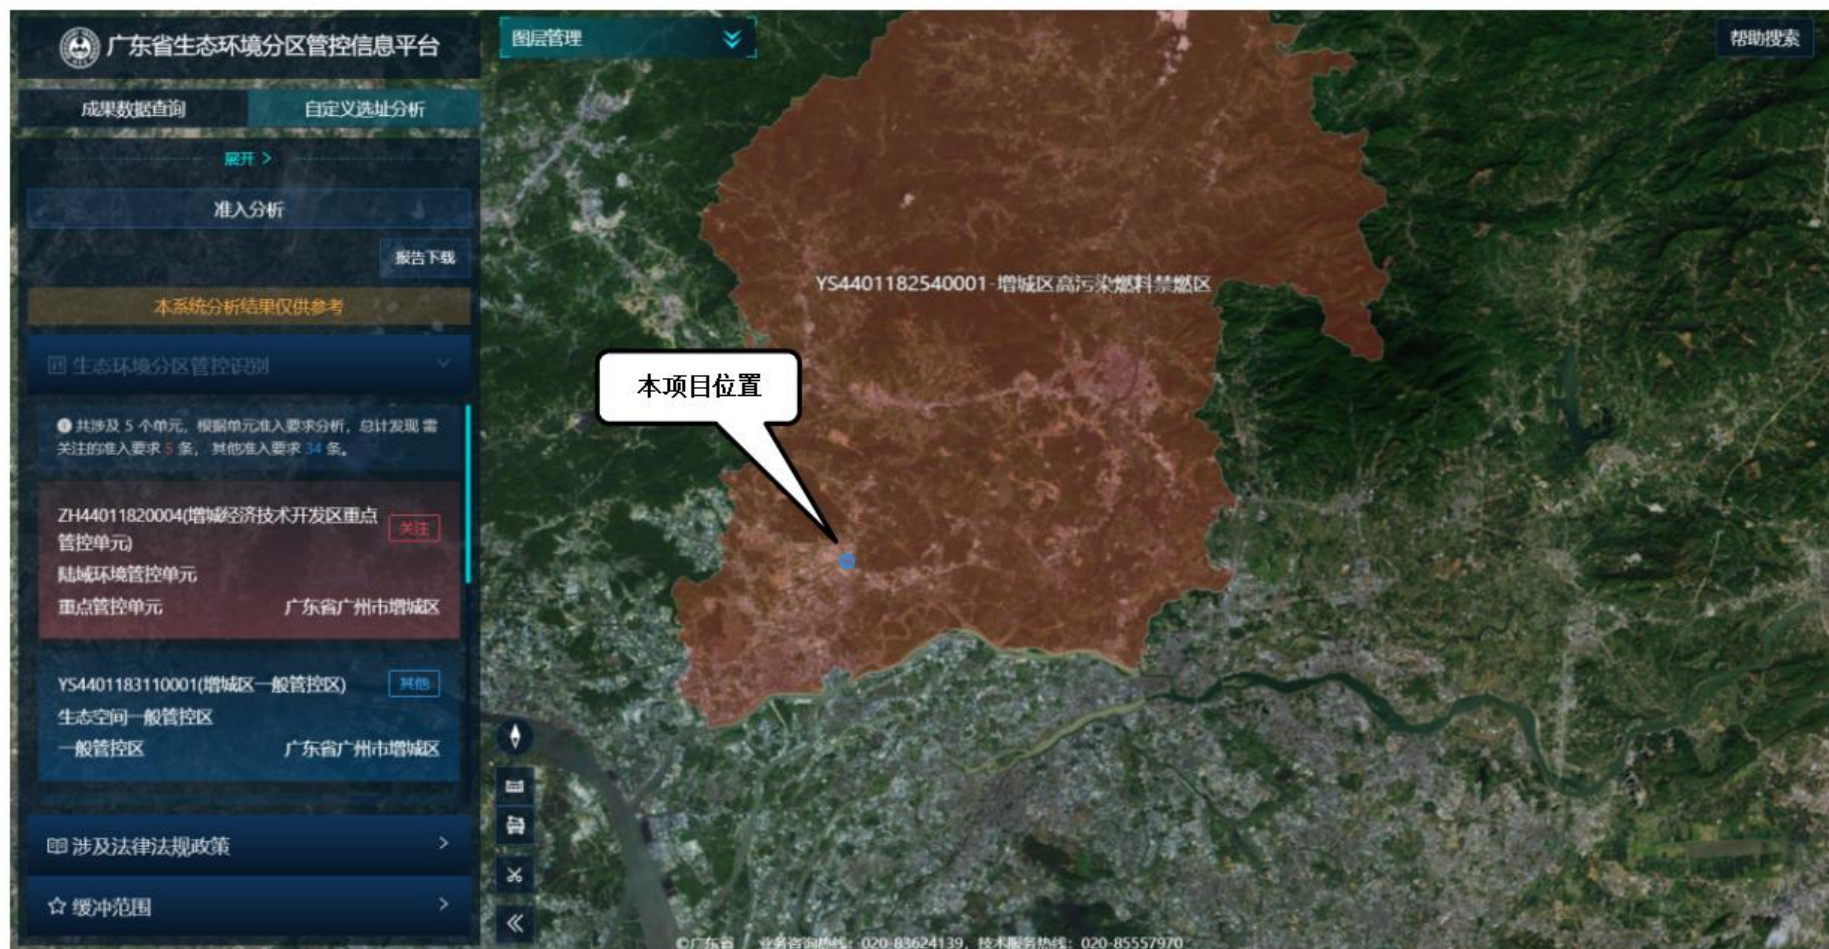 广东省生态环境分区管控信息平台
成果数据查询
自定义选址分析
展开 >
准入分析
报告下载
本系统分析结果仅供参考
生态环境分区管控识别
共涉及 5 个单元, 根据单元准入要求分析, 总计发现 需
关注的准入要求 5 条, 其他准入要求 34 条。
ZH44011820004(增城经济技术开发区重点
管控单元)
关注
陆域环境管控单元
重点管控单元 广东省广州市增城区
YS4401183110001(增城区一般管控区)
其他
生态空间一般管控区
一般管控区 广东省广州市增城区
涉及法律法规政策 >
缓冲范围 >
图层管理
帮助搜索
YS4401182540001-增城区高污染燃料禁燃区
本项目位置
©广东省 / 业务咨询热线: 020-83624139, 技术服务热线: 020-85557970